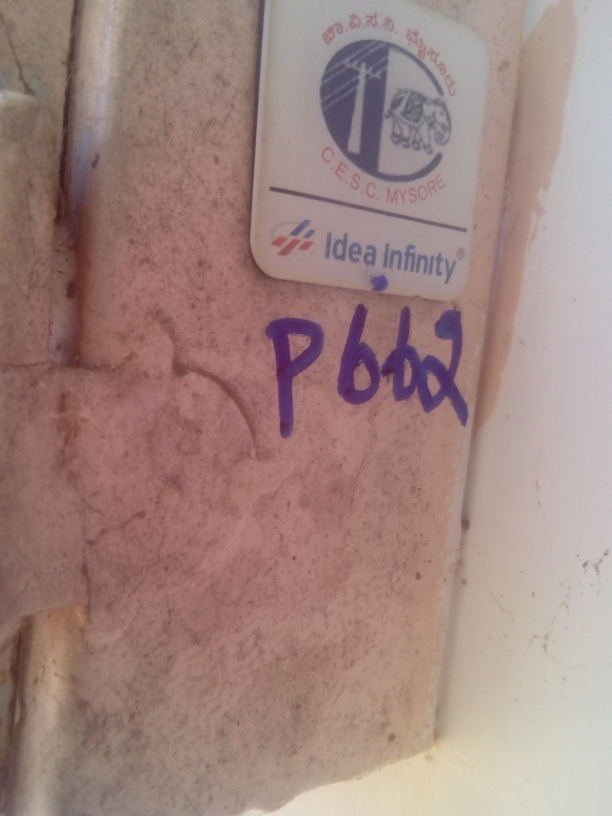 ಚಾ.ವಿ.ಸ.ನಿ. ಮೈಸೂರು
C.E.S.C. MYSORE
Idea Infinity®
P662